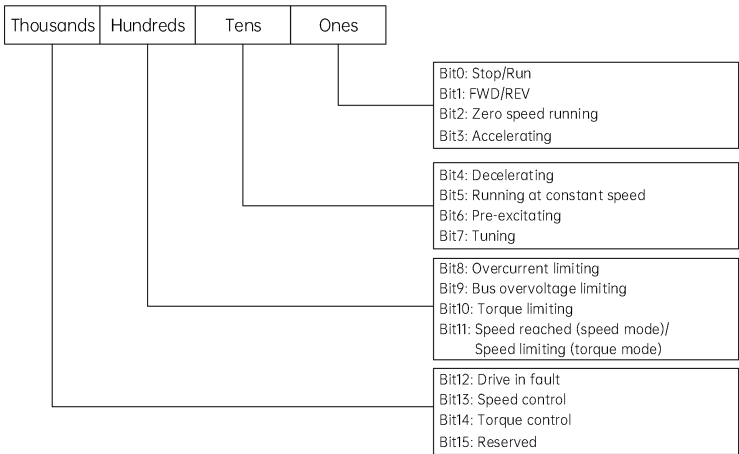 Thousands Hundreds Tens Ones
Bit0: Stop/Run
Bit1: FWD/REV
Bit2: Zero speed running
Bit3: Accelerating
Bit4: Decelerating
Bit5: Running at constant speed
Bit6: Pre-excitating
Bit7: Tuning
Bit8: Overcurrent limiting
Bit9: Bus overvoltage limiting
Bit10: Torque limiting
Bit11: Speed reached (speed mode)/
Speed limiting (torque mode)
Bit12: Drive in fault
Bit13: Speed control
Bit14: Torque control
Bit15: Reserved